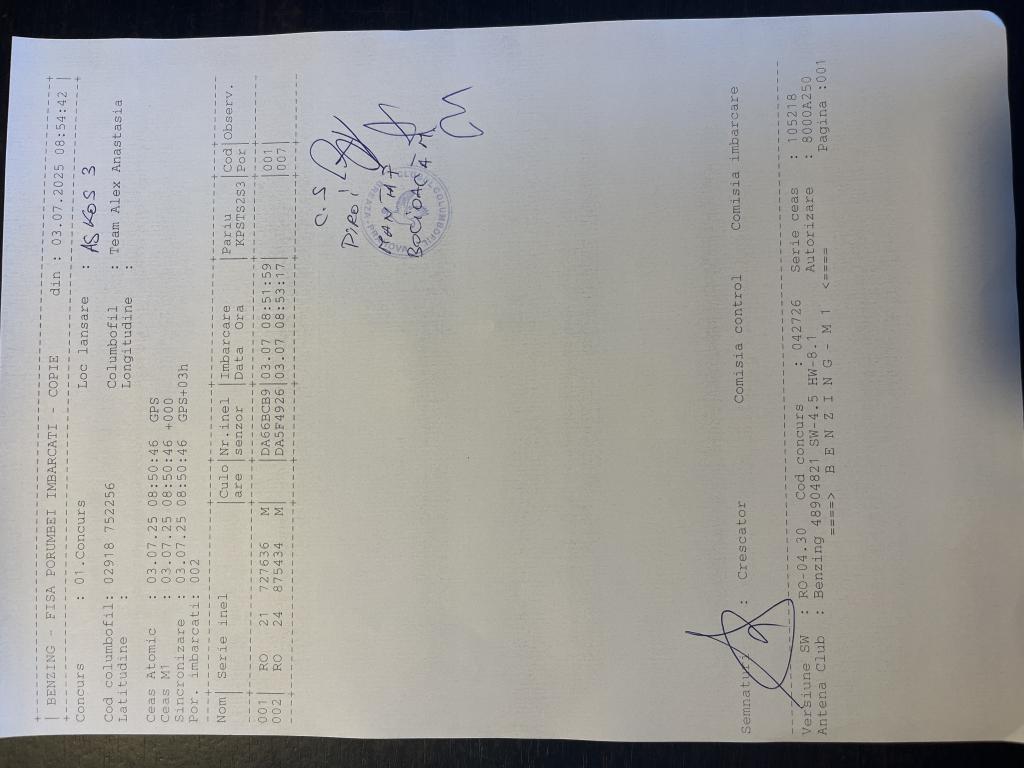 | BENZING - FISA PORUMBEI IMBARCATI - COPIE din : 03.07.2025 08:54:42 |
Concurs : 01.Concurs Loc lansare : ASKOS 3
Cod columbofil: 02918 752256 Columbofil : Team Alex Anastasia
Latitudine : Longitudine :
Ceas Atomic : 03.07.25 08:50:46 GPS
Ceas M1 : 03.07.25 08:50:46 +000
Sincronizare : 03.07.25 08:50:46 GPS+03h
Por. imbarcati: 002
Nom| Serie inel |Culo|Nr.inel |Imbarcare |Pariu |Cod|Observ.
|are |senzor |Data Ora | KPSTS2S3|Por|
001| RO 21 727636 M| |DA66BCB9|03.07 08:51:59| |001|
002| RO 24 875434 M| |DA5F4926|03.07 08:53:17| |007|
C.S
Semnaturi : Crescator Comisia control Comisia imbarcare
Versiune SW : RO-04.30 Cod concurs : 042726 Serie ceas : 105218
Antena Club : Benzing 48904821 SW-4.5 HW-8.1 Autorizare : 8000A250
====> B E N Z I N G - M 1 <==== Pagina :001